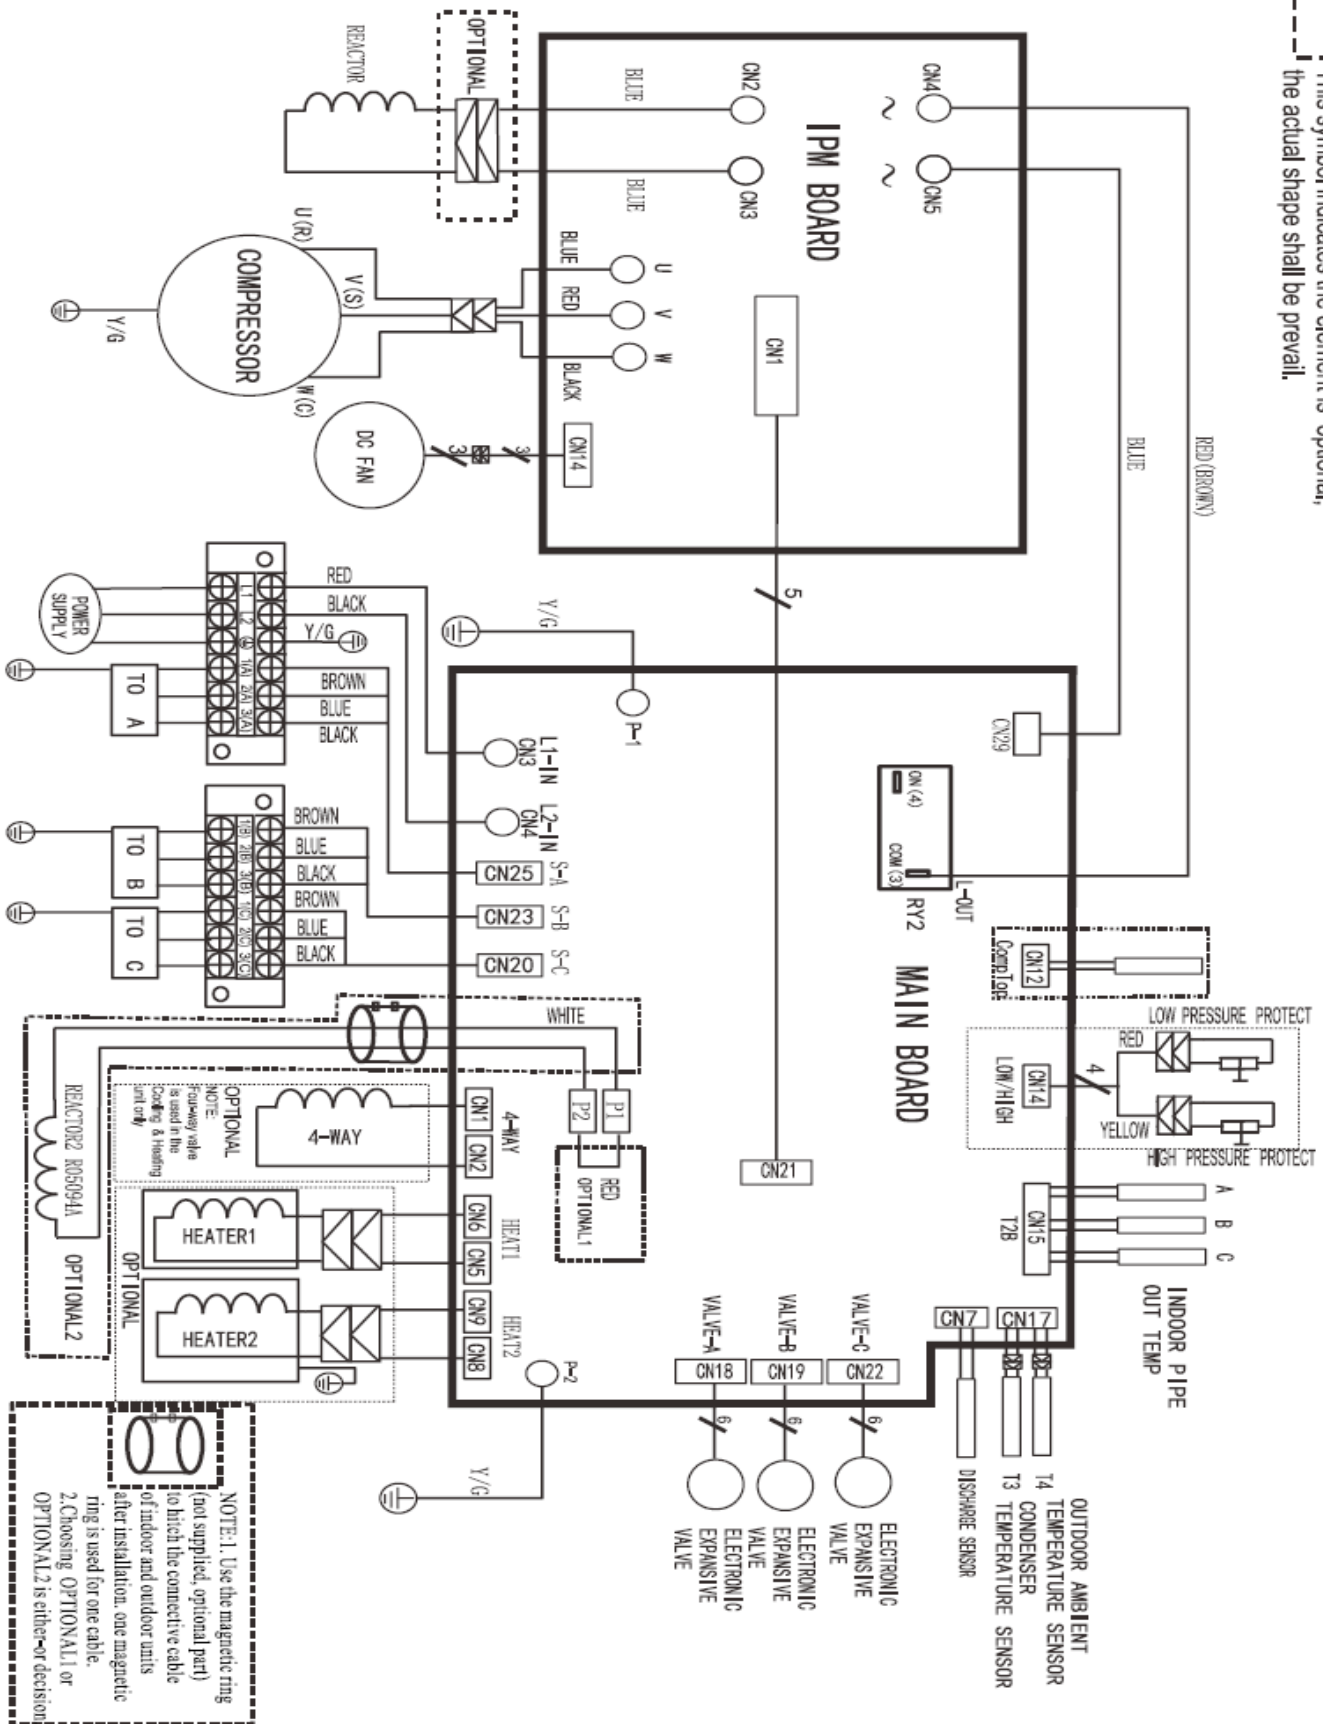 the actual shape shall be prevail.
RED(BROWN)
BLUE
CN4
CN5
~
~
IPM BOARD
CN2
CN3
CN1
BLUE
BLUE
OPTIONAL
REACTOR
U
V
W
BLUE
RED
BLACK
U(R)
V(S)
W(C)
COMPRESSOR
Y/G
CN14
3
3
DC FAN
5
RED
BLACK
Y/G
BROWN
BLUE
BLACK
L1
L2
1(A)
2(A)
3(A)
POWER
SUPPLY
TO A
BROWN
BLUE
BLACK
BROWN
BLUE
BLACK
1(B)
2(B)
3(B)
1(C)
2(C)
3(C)
TO B
TO C
Y/G
P-1
CN29
ON(4)
COM(3)
RY2
L-OUT
MAIN BOARD
L1-IN
CN3
L2-IN
CN4
CN25
S-A
CN23
S-B
CN20
S-C
CN12
CompTop
LOW PRESSURE PROTECT
RED
4
CN14
LOW/HIGH
YELLOW
HIGH PRESSURE PROTECT
A
B
C
CN15
T2B
INDOOR PIPE
OUT TEMP
CN21
WHITE
P1
P2
RED
OPTIONAL1
REACTOR2 R05094A
OPTIONAL2
4-WAY
CN1
CN2
4-WAY
OPTIONAL
NOTE:
Four-way valve
is used in the
Cooling & Heating
unit only
HEAT1
CN6
CN5
HEATER1
HEAT2
CN9
CN8
HEATER2
OPTIONAL
P-2
Y/G
VALVE-A
CN18
6
ELECTRONIC
EXPANSIVE
VALVE
VALVE-B
CN19
6
ELECTRONIC
EXPANSIVE
VALVE
VALVE-C
CN22
6
ELECTRONIC
EXPANSIVE
VALVE
CN7
DISCHARGE SENSOR
CN17
OUTDOOR AMBIENT
T4 TEMPERATURE SENSOR
CONDENSER
T3 TEMPERATURE SENSOR
NOTE:1. Use the magnetic ring
(not supplied, optional part)
to hitch the connective cable
of indoor and outdoor units
after installation. one magnetic
ring is used for one cable.
2.Choosing OPTIONAL1 or
OPTIONAL2 is either-or decision